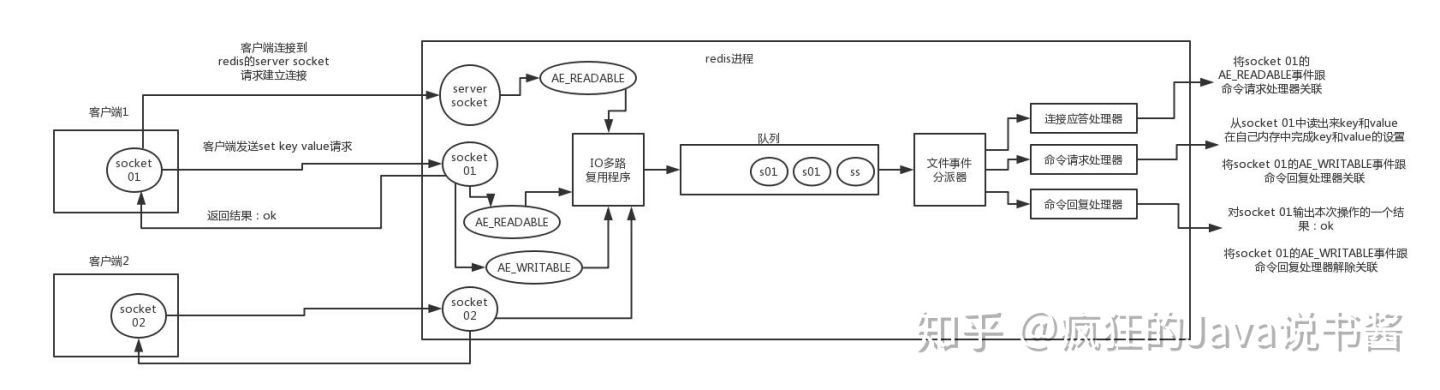 客户端连接到
redis的server socket
请求建立连接
客户端1
socket
01
客户端发送set key value请求
返回结果：ok
客户端2
socket
02
redis进程
server
socket
AE_READABLE
socket
01
AE_READABLE
AE_WRITABLE
socket
02
IO多路
复用程序
队列
s01
s01
ss
文件事件
分派器
连接应答处理器
命令请求处理器
命令回复处理器
将socket 01的
AE_READABLE事件跟
命令请求处理器关联
从socket 01中读出来key和value
在自己内存中完成key和value的设置
将socket 01的AE_WRITABLE事件跟
命令回复处理器关联
对socket 01输出本次操作的一个结
果：ok
将socket 01的AE_WRITABLE事件跟
命令回复处理器解除关联
知乎 @疯狂的Java说书酱